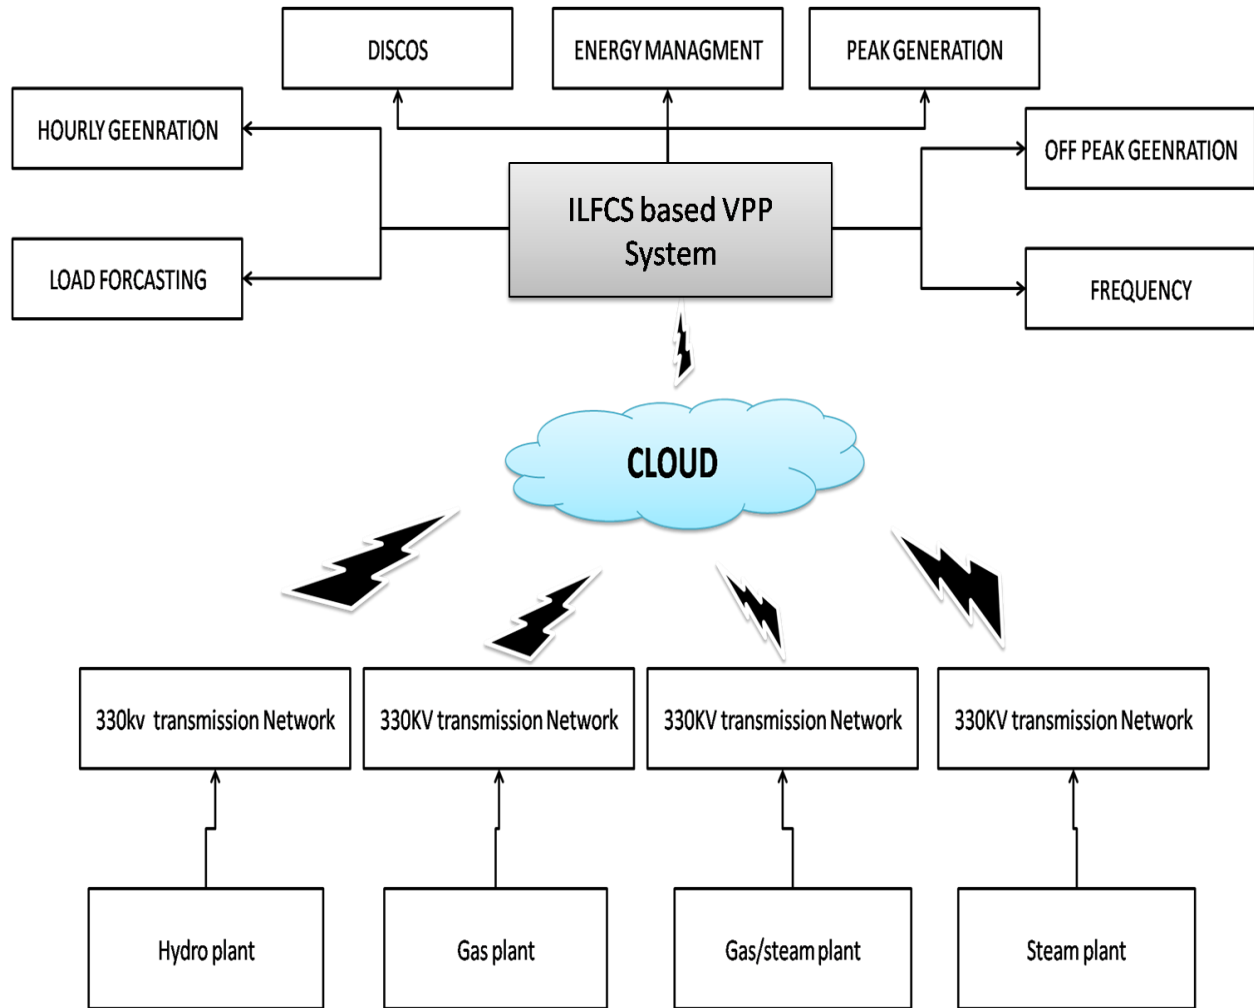 DISCOS
ENERGY MANAGMENT
PEAK GENERATION
HOURLY GEENRATION
OFF PEAK GEENRATION
ILFCS based VPP
System
LOAD FORCASTING
FREQUENCY
CLOUD
330kv transmission Network
330KV transmission Network
330KV transmission Network
330KV transmission Network
Hydro plant
Gas plant
Gas/steam plant
Steam plant